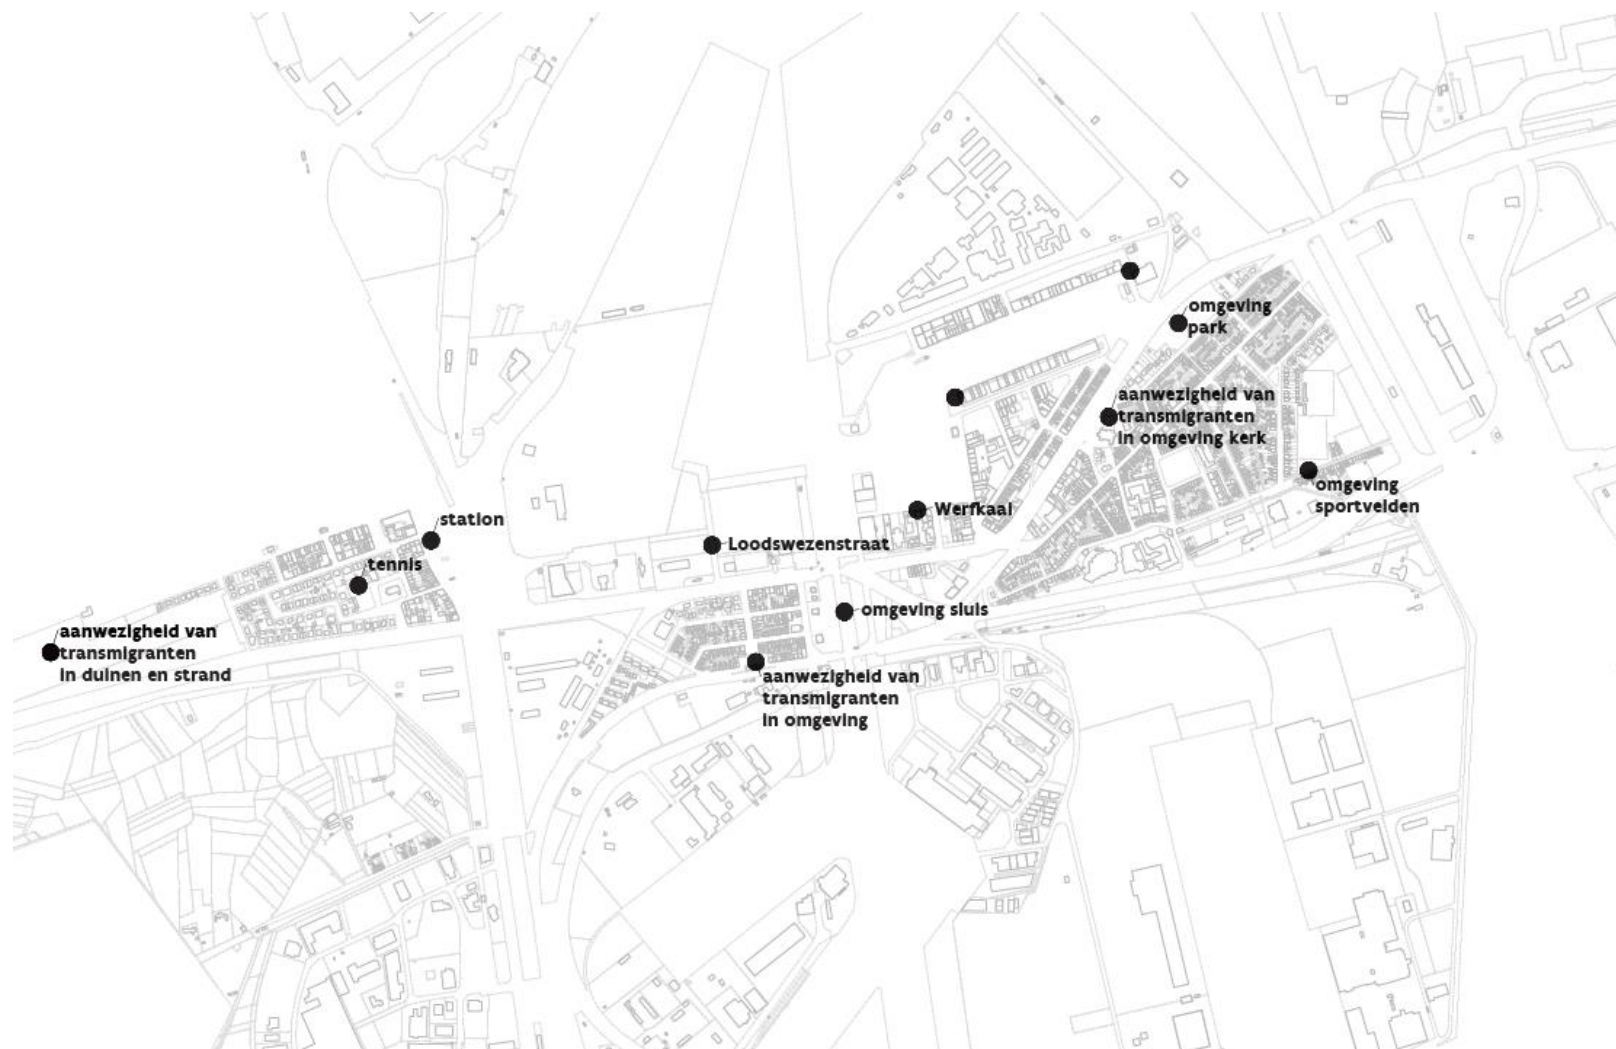 omgeving
park
aanwezigheid van
transmigranten
in omgeving kerk
omgeving
sportvelden
Werfkaai
station
Loodswezenstraat
tennis
omgeving sluis
aanwezigheid van
transmigranten
in duinen en strand
aanwezigheid van
transmigranten
in omgeving